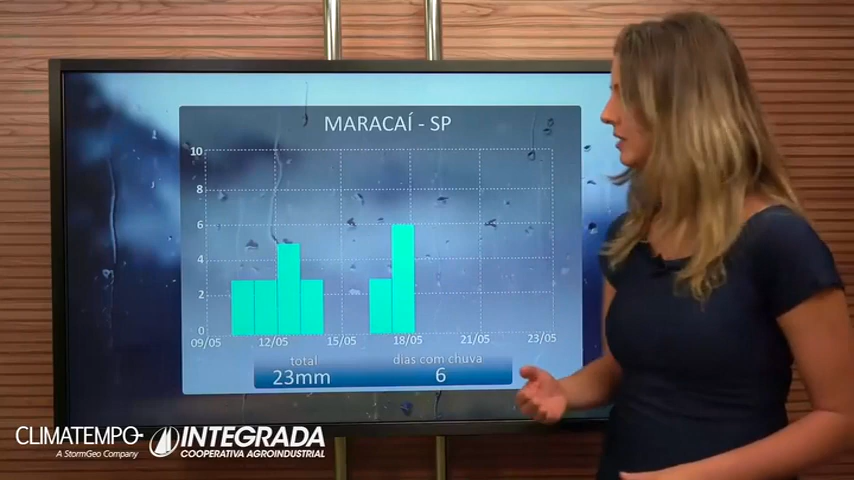 MARACAÍ - SP
10
8
6
4
2
0
09/05 12/05 15/05 18/05 21/05 23/05
total dias com chuva
23mm 6
CLIMATEMPO
A StormGeo Company
INTEGRADA
COOPERATIVA AGROINDUSTRIAL